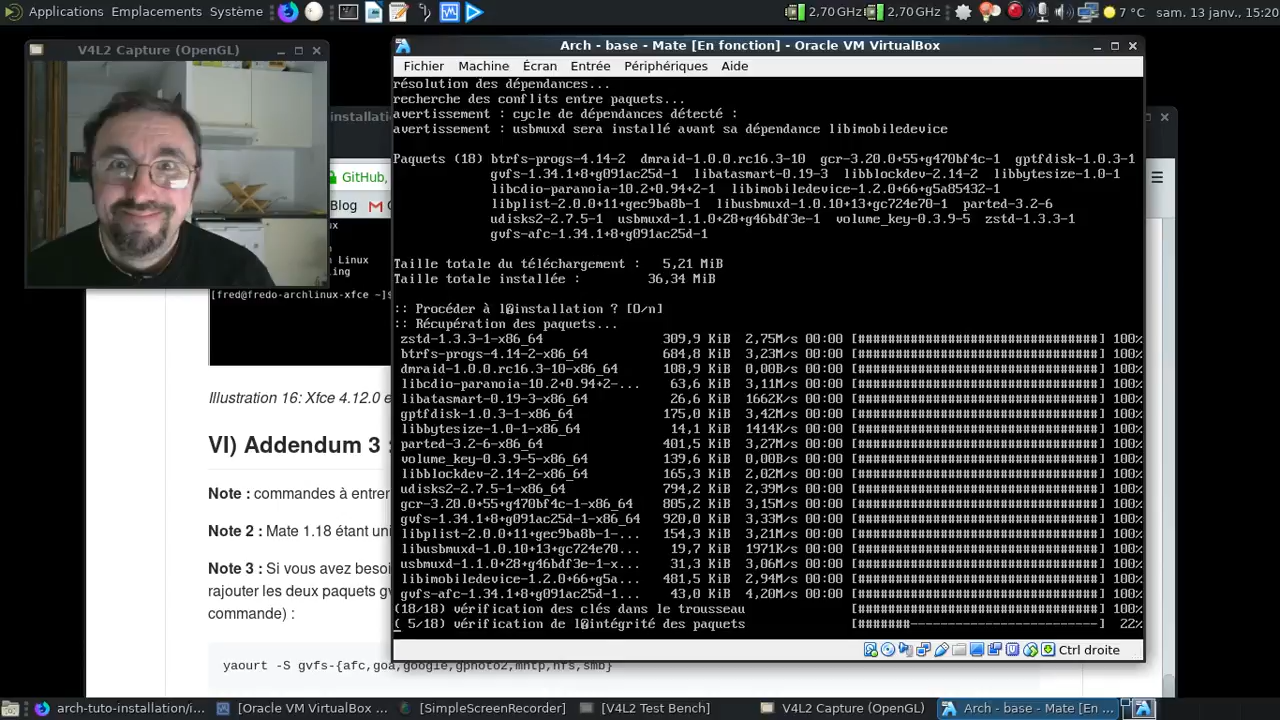 Applications Emplacements Système
2,70 GHz 2,70 GHz 7 °C sam. 13 janv., 15:20
V4L2 Capture (OpenGL)
Arch - base - Mate [En fonction] - Oracle VM VirtualBox
Fichier Machine Écran Entrée Périphériques Aide
résolution des dépendances...
recherche des conflits entre paquets...
avertissement : cycle de dépendances détecté :
avertissement : usbmuxd sera installé avant sa dépendance libimobiledevice
Paquets (18) btrfs-progs-4.14-2 dmraid-1.0.0.rc16.3-10 gcr-3.20.0+55+g470bf4c-1 gptfdisk-1.0.3-1
gvfs-1.34.1+8+g091ac25d-1 libatasmart-0.19-3 libblockdev-2.14-2 libbytesize-1.0-1
libcdio-paranoia-10.2+0.94+2-1 libimobiledevice-1.2.0+66+g5a85432-1
libplist-2.0.0+11+gec9ba8b-1 libusbmuxd-1.0.10+13+gc724e70-1 parted-3.2-6
udisks2-2.7.5-1 usbmuxd-1.1.0+28+g46bdf3e-1 volume_key-0.3.9-5 zstd-1.3.3-1
gvfs-afc-1.34.1+8+g091ac25d-1
Taille totale du téléchargement : 5,21 MiB
Taille totale installée : 36,34 MiB
:: Procéder à l installation ? [O/n]
:: Récupération des paquets...
zstd-1.3.3-1-x86_64 309,9 KiB 2,75M/s 00:00 [################################] 100%
btrfs-progs-4.14-2-x86_64 684,8 KiB 3,23M/s 00:00 [################################] 100%
dmraid-1.0.0.rc16.3-10-x86_64 108,9 KiB 0,00B/s 00:00 [################################] 100%
libcdio-paranoia-10.2+0.94+2-... 63,6 KiB 3,11M/s 00:00 [################################] 100%
libatasmart-0.19-3-x86_64 26,6 KiB 1662K/s 00:00 [################################] 100%
gptfdisk-1.0.3-1-x86_64 175,0 KiB 3,42M/s 00:00 [################################] 100%
libbytesize-1.0-1-x86_64 14,1 KiB 1414K/s 00:00 [################################] 100%
parted-3.2-6-x86_64 401,5 KiB 3,27M/s 00:00 [################################] 100%
volume_key-0.3.9-5-x86_64 139,6 KiB 0,00B/s 00:00 [################################] 100%
libblockdev-2.14-2-x86_64 165,3 KiB 2,02M/s 00:00 [################################] 100%
udisks2-2.7.5-1-x86_64 794,2 KiB 2,39M/s 00:00 [################################] 100%
gcr-3.20.0+55+g470bf4c-1-x86_64 805,2 KiB 3,15M/s 00:00 [################################] 100%
gvfs-1.34.1+8+g091ac25d-1-x86_64 920,0 KiB 3,33M/s 00:00 [################################] 100%
libplist-2.0.0+11+gec9ba8b-1-... 154,3 KiB 3,21M/s 00:00 [################################] 100%
libusbmuxd-1.0.10+13+gc724e70... 19,7 KiB 1971K/s 00:00 [################################] 100%
usbmuxd-1.1.0+28+g46bdf3e-1-x... 31,3 KiB 3,06M/s 00:00 [################################] 100%
libimobiledevice-1.2.0+66+g5a... 481,5 KiB 2,94M/s 00:00 [################################] 100%
gvfs-afc-1.34.1+8+g091ac25d-1... 43,0 KiB 4,20M/s 00:00 [################################] 100%
(18/18) vérification des clés dans le trousseau [################################] 100%
( 5/18) vérification de l intégrité des paquets [#######-------------------------] 22%
Ctrl droite
installation
GitHub,
Blog
n Linux
ling
[fred@fredo-archlinux-xfce ~]$
Illustration 16: Xfce 4.12.0 e
VI) Addendum 3 :
Note : commandes à entrer
Note 2 : Mate 1.18 étant uni
Note 3 : Si vous avez besoi
rajouter les deux paquets gv
commande) :
yaourt -S gvfs-{afc,goa,google,gphoto2,mtp,nfs,smb}
arch-tuto-installation/i... [Oracle VM VirtualBox ... [SimpleScreenRecorder] [V4L2 Test Bench] V4L2 Capture (OpenGL) Arch - base - Mate [En ...